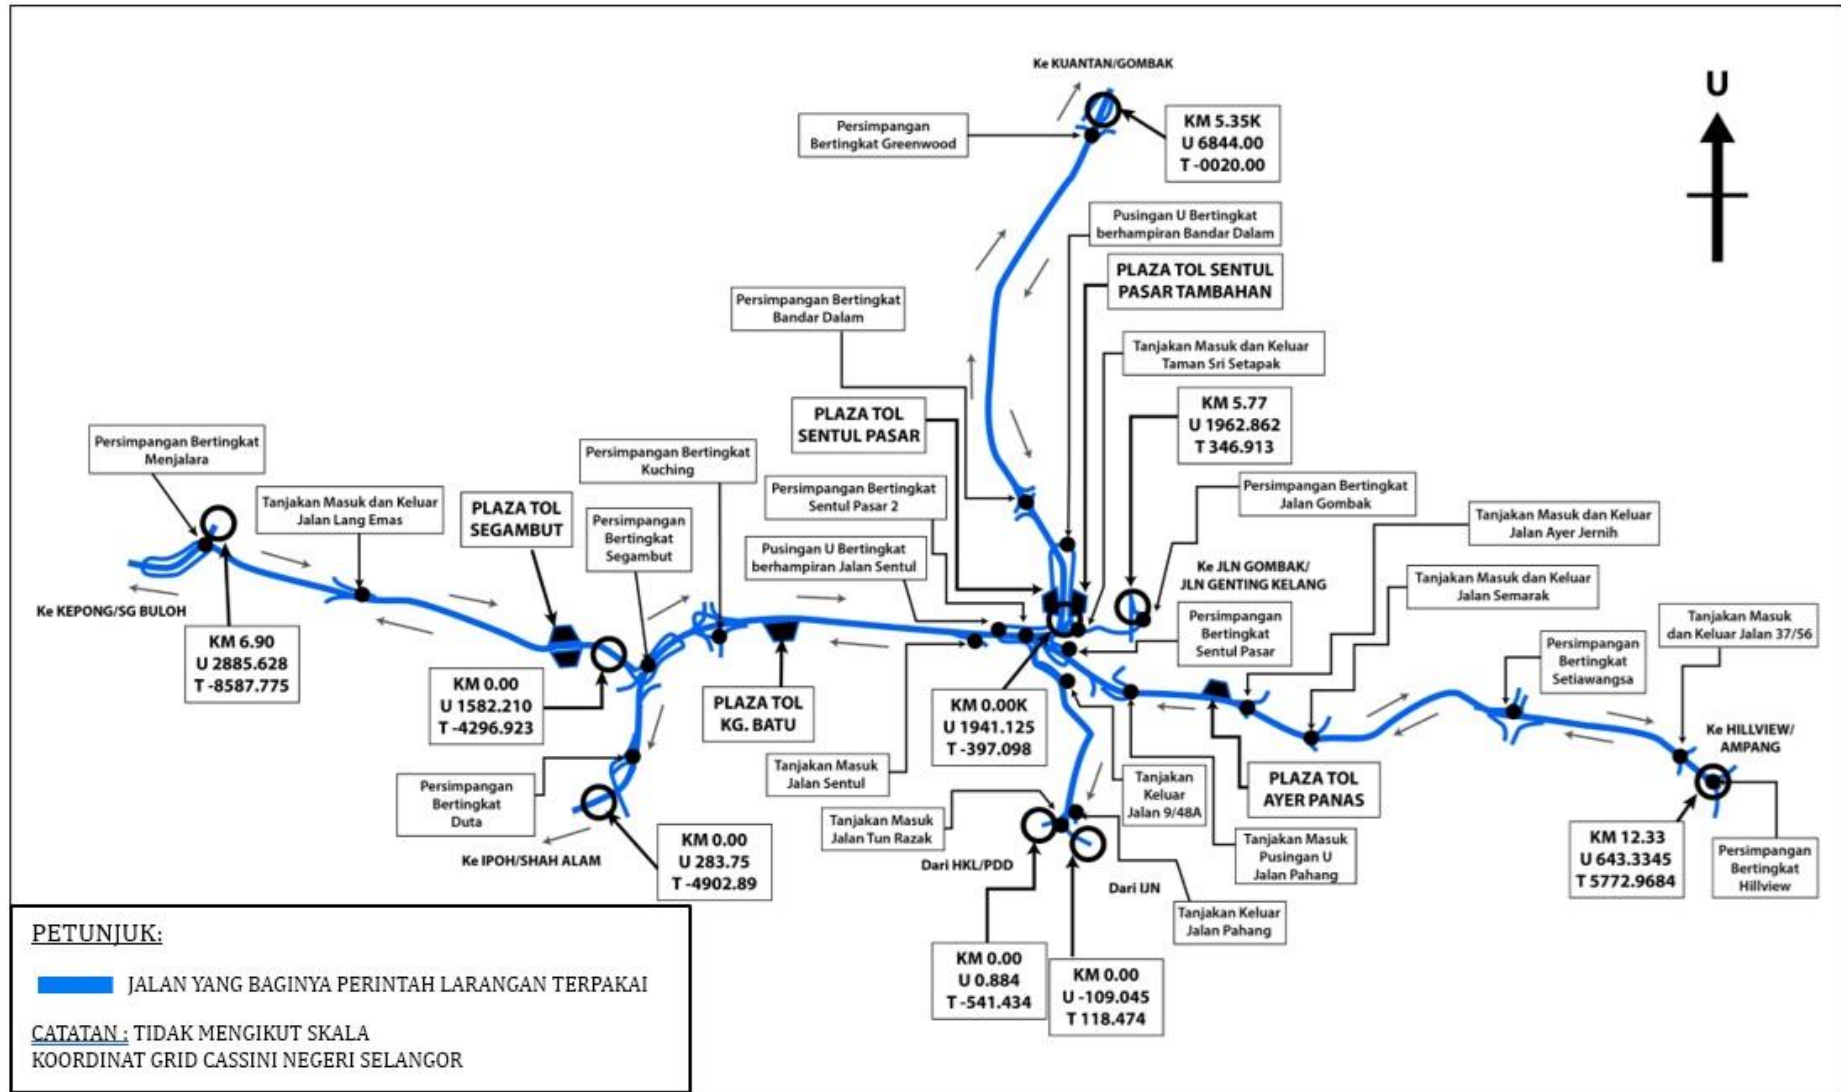 Ke KUANTAN/GOMBAK
U
Persimpangan
Bertingkat Greenwood
KM 5.35K
U 6844.00
T -0020.00
Pusingan U Bertingkat
berhampiran Bandar Dalam
PLAZA TOL SENTUL
PASAR TAMBAHAN
Persimpangan Bertingkat
Bandar Dalam
Tanjakan Masuk dan Keluar
Taman Sri Setapak
PLAZA TOL
SENTUL PASAR
KM 5.77
U 1962.862
T 346.913
Persimpangan Bertingkat
Menjalara
Persimpangan Bertingkat
Kuching
Tanjakan Masuk dan Keluar
Jalan Lang Emas
PLAZA TOL
SEGAMBUT
Persimpangan
Bertingkat
Segambut
Persimpangan Bertingkat
Sentul Pasar 2
Pusingan U Bertingkat
berhampiran Jalan Sentul
Persimpangan Bertingkat
Jalan Gombak
Tanjakan Masuk dan Keluar
Jalan Ayer Jernih
Ke JLN GOMBAK/
JLN GENTING KELANG
Tanjakan Masuk dan Keluar
Jalan Semarak
Persimpangan
Bertingkat
Sentul Pasar
Tanjakan Masuk
dan Keluar Jalan 37/56
Persimpangan
Bertingkat
Setiawangsa
Ke KEPONG/SG BULOH
KM 6.90
U 2885.628
T -8587.775
KM 0.00
U 1582.210
T -4296.923
PLAZA TOL
KG. BATU
KM 0.00K
U 1941.125
T -397.098
Ke HILLVIEW/
AMPANG
Persimpangan
Bertingkat
Duta
Tanjakan Masuk
Jalan Sentul
Tanjakan
Keluar
Jalan 9/48A
PLAZA TOL
AYER PANAS
Tanjakan Masuk
Jalan Tun Razak
Tanjakan Masuk
Pusingan U
Jalan Pahang
KM 12.33
U 643.3345
T 5772.9684
Persimpangan
Bertingkat
Hillview
Ke IPOH/SHAH ALAM
KM 0.00
U 283.75
T -4902.89
Dari HKL/PDD
Dari IJN
Tanjakan Keluar
Jalan Pahang
KM 0.00
U 0.884
T -541.434
KM 0.00
U -109.045
T 118.474
PETUNJUK:
JALAN YANG BAGINYA PERINTAH LARANGAN TERPAKAI
CATATAN : TIDAK MENGIKUT SKALA
KOORDINAT GRID CASSINI NEGERI SELANGOR